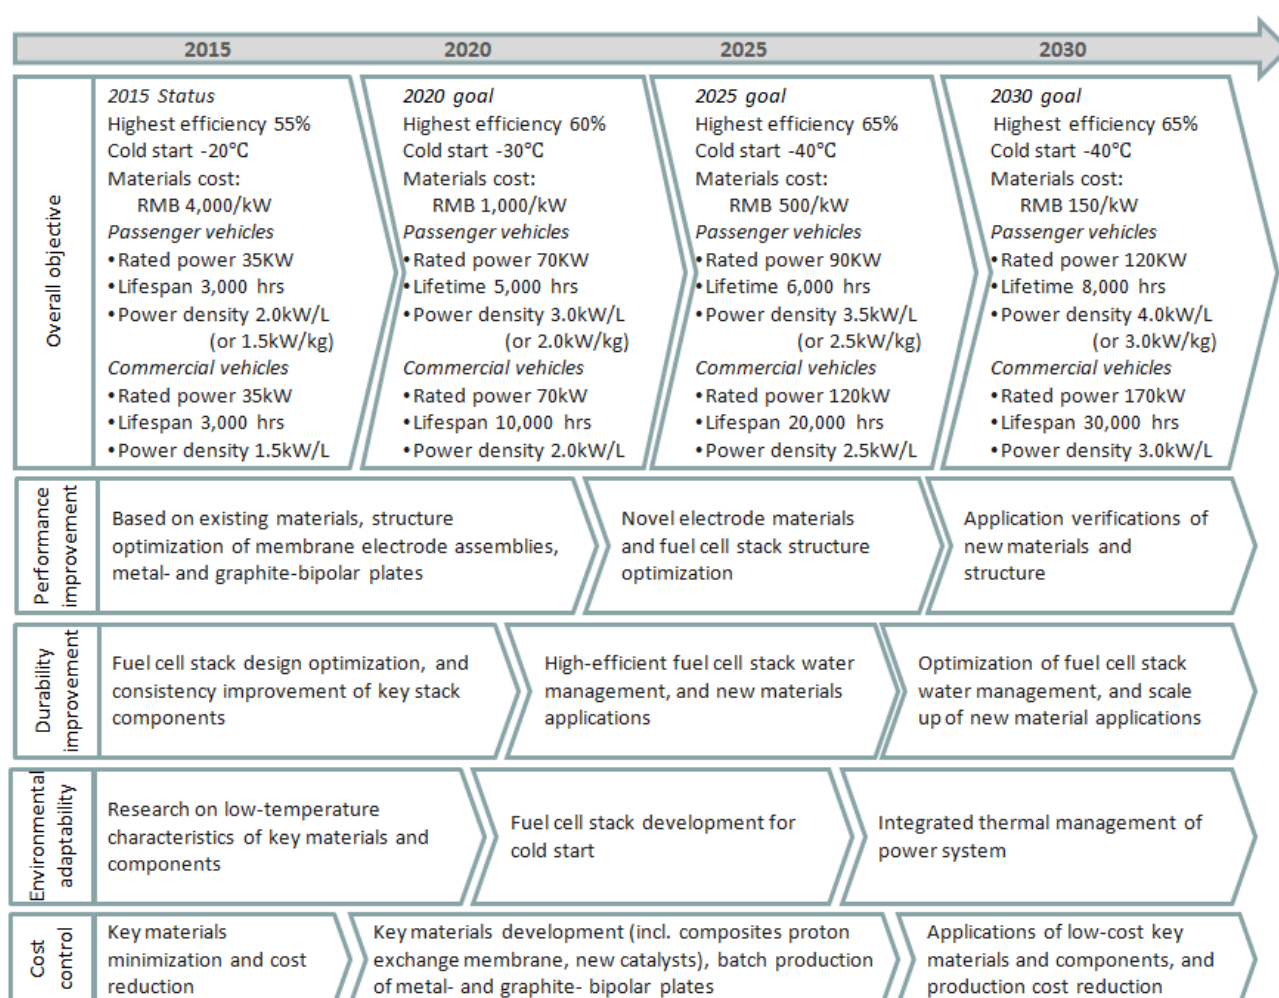 2015
2020
2025
2030
Overall objective
2015 Status
Highest efficiency 55%
Cold start -20℃
Materials cost:
RMB 4,000/kW
Passenger vehicles
•Rated power 35KW
•Lifespan 3,000 hrs
•Power density 2.0kW/L
(or 1.5kW/kg)
Commercial vehicles
•Rated power 35kW
•Lifespan 3,000 hrs
•Power density 1.5kW/L
2020 goal
Highest efficiency 60%
Cold start -30℃
Materials cost:
RMB 1,000/kW
Passenger vehicles
•Rated power 70KW
•Lifetime 5,000 hrs
•Power density 3.0kW/L
(or 2.0kW/kg)
Commercial vehicles
•Rated power 70kW
•Lifespan 10,000 hrs
•Power density 2.0kW/L
2025 goal
Highest efficiency 65%
Cold start -40℃
Materials cost:
RMB 500/kW
Passenger vehicles
•Rated power 90KW
•Lifetime 6,000 hrs
•Power density 3.5kW/L
(or 2.5kW/kg)
Commercial vehicles
•Rated power 120kW
•Lifespan 20,000 hrs
•Power density 2.5kW/L
2030 goal
Highest efficiency 65%
Cold start -40℃
Materials cost:
RMB 150/kW
Passenger vehicles
•Rated power 120KW
•Lifetime 8,000 hrs
•Power density 4.0kW/L
(or 3.0kW/kg)
Commercial vehicles
•Rated power 170kW
•Lifespan 30,000 hrs
•Power density 3.0kW/L
Performance
improvement
Based on existing materials, structure
optimization of membrane electrode assemblies,
metal- and graphite-bipolar plates
Novel electrode materials
and fuel cell stack structure
optimization
Application verifications of
new materials and
structure
Durability
improvement
Fuel cell stack design optimization, and
consistency improvement of key stack
components
High-efficient fuel cell stack water
management, and new materials
applications
Optimization of fuel cell stack
water management, and scale
up of new material applications
Environmental
adaptability
Research on low-temperature
characteristics of key materials and
components
Fuel cell stack development for
cold start
Integrated thermal management of
power system
Cost
control
Key materials
minimization and cost
reduction
Key materials development (incl. composites proton
exchange membrane, new catalysts), batch production
of metal- and graphite- bipolar plates
Applications of low-cost key
materials and components, and
production cost reduction